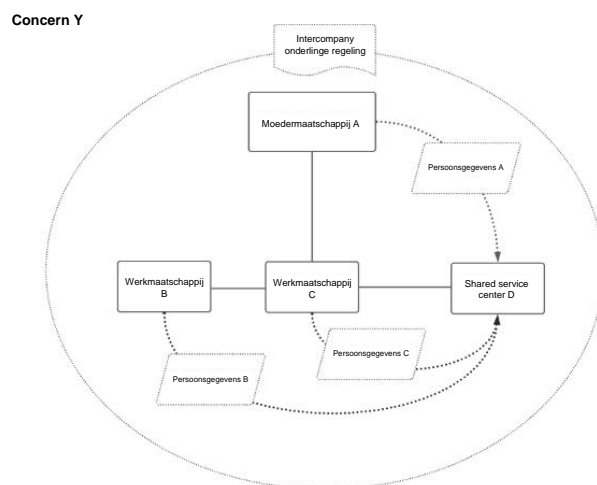 Concern Y
Intercompany
onderlinge regeling
Moedermaatschappij A
Persoonsgegevens A
Werkmaatschappij
B
Werkmaatschappij
C
Shared service
center D
Persoonsgegevens C
Persoonsgegevens B